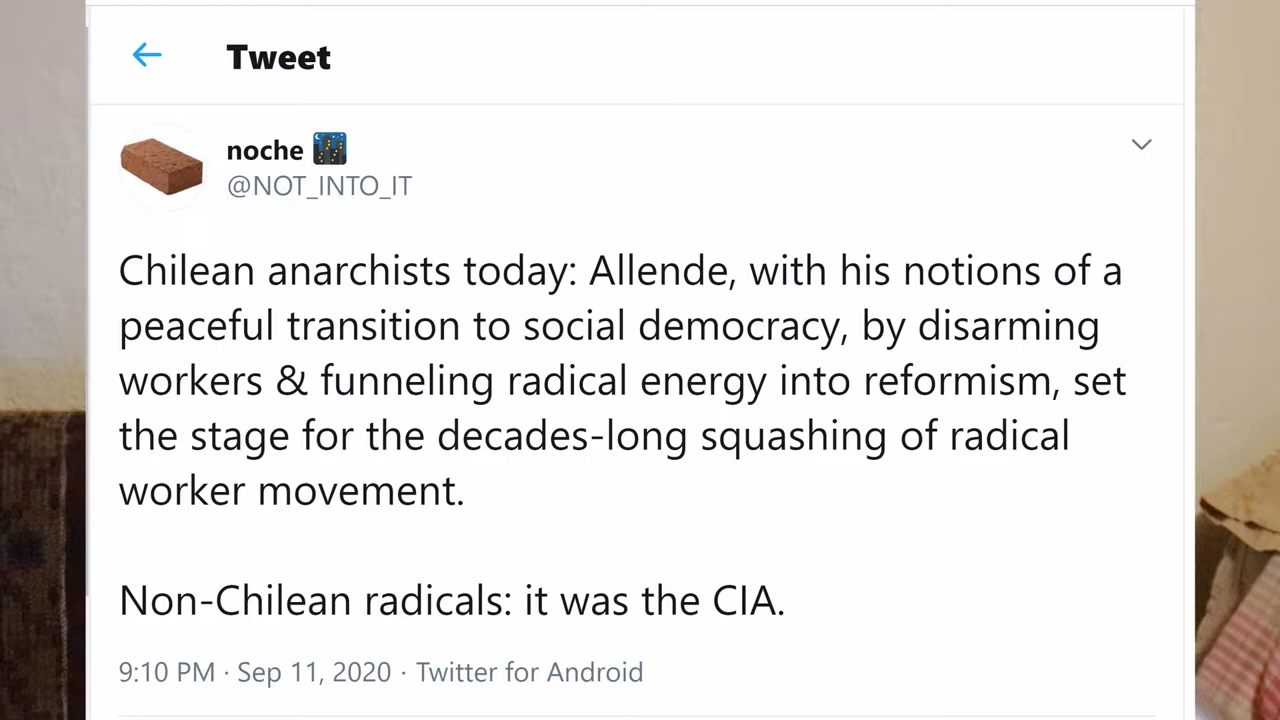 Tweet
noche
@NOT_INTO_IT
Chilean anarchists today: Allende, with his notions of a
peaceful transition to social democracy, by disarming
workers & funneling radical energy into reformism, set
the stage for the decades-long squashing of radical
worker movement.
Non-Chilean radicals: it was the CIA.
9:10 PM · Sep 11, 2020 · Twitter for Android